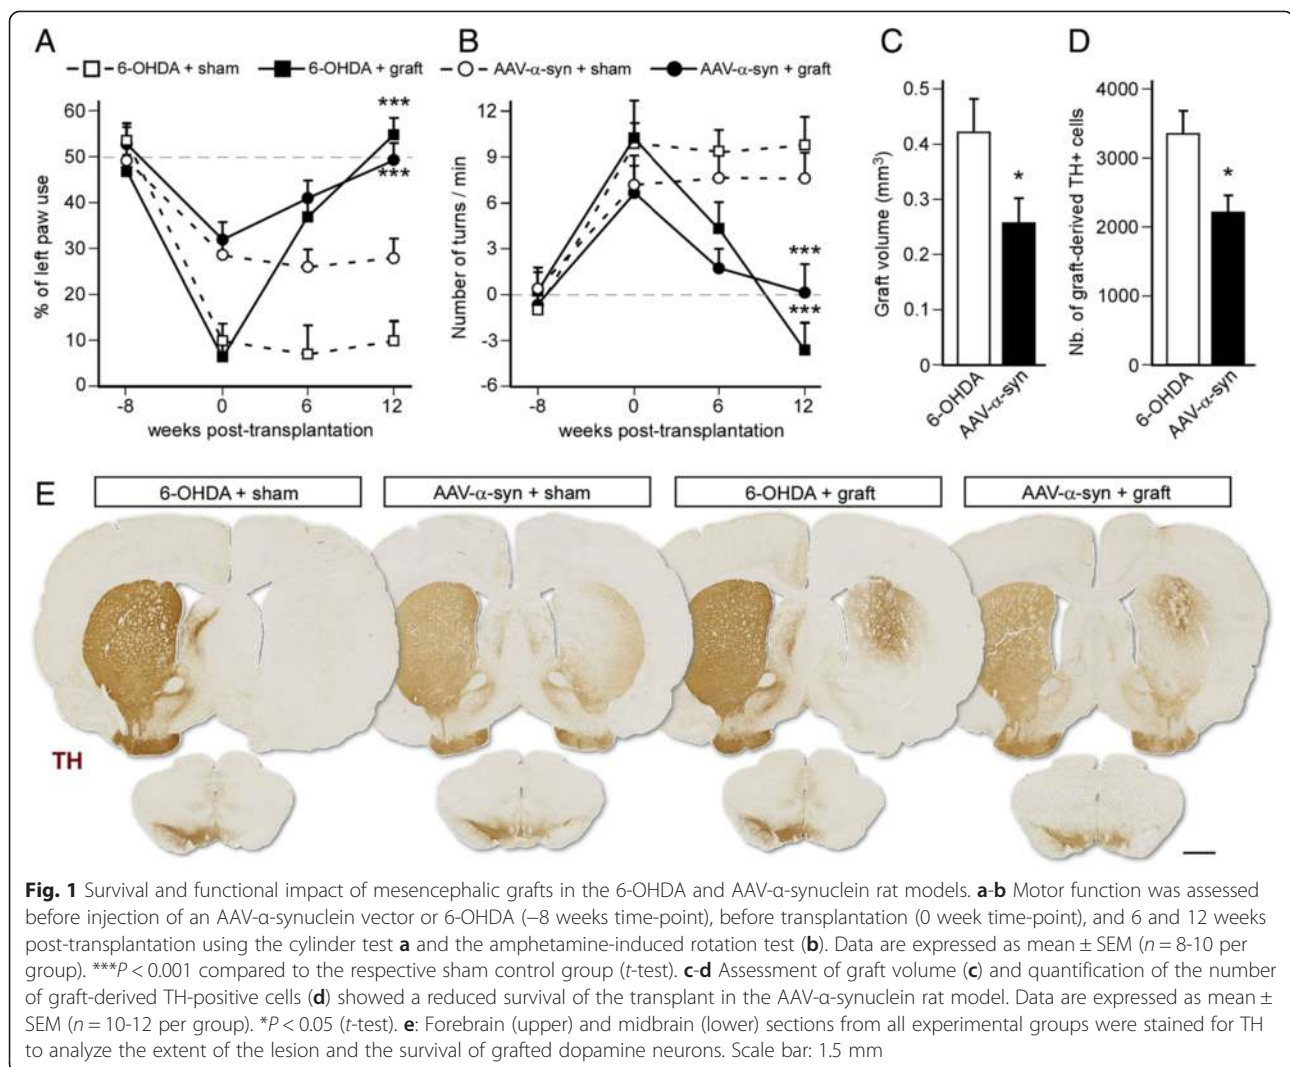 A
B
C
D
6-OHDA + sham
6-OHDA + graft
AAV-α-syn + sham
AAV-α-syn + graft
% of left paw use
60
50
40
30
20
10
0
***
***
-8
0
6
12
weeks post-transplantation
Number of turns / min
12
9
6
3
0
-3
-6
***
***
-8
0
6
12
weeks post-transplantation
Graft volume (mm³)
0.5
0.4
0.3
0.2
0.1
0
*
6-OHDA
AAV-α-syn
Nb. of graft-derived TH+ cells
4000
3000
2000
1000
0
*
6-OHDA
AAV-α-syn
E
6-OHDA + sham
AAV-α-syn + sham
6-OHDA + graft
AAV-α-syn + graft
TH
Fig. 1 Survival and functional impact of mesencephalic grafts in the 6-OHDA and AAV-α-synuclein rat models. a-b Motor function was assessed
before injection of an AAV-α-synuclein vector or 6-OHDA (−8 weeks time-point), before transplantation (0 week time-point), and 6 and 12 weeks
post-transplantation using the cylinder test a and the amphetamine-induced rotation test (b). Data are expressed as mean ± SEM (n = 8-10 per
group). ***P < 0.001 compared to the respective sham control group (t-test). c-d Assessment of graft volume (c) and quantification of the number
of graft-derived TH-positive cells (d) showed a reduced survival of the transplant in the AAV-α-synuclein rat model. Data are expressed as mean ±
SEM (n = 10-12 per group). *P < 0.05 (t-test). e: Forebrain (upper) and midbrain (lower) sections from all experimental groups were stained for TH
to analyze the extent of the lesion and the survival of grafted dopamine neurons. Scale bar: 1.5 mm